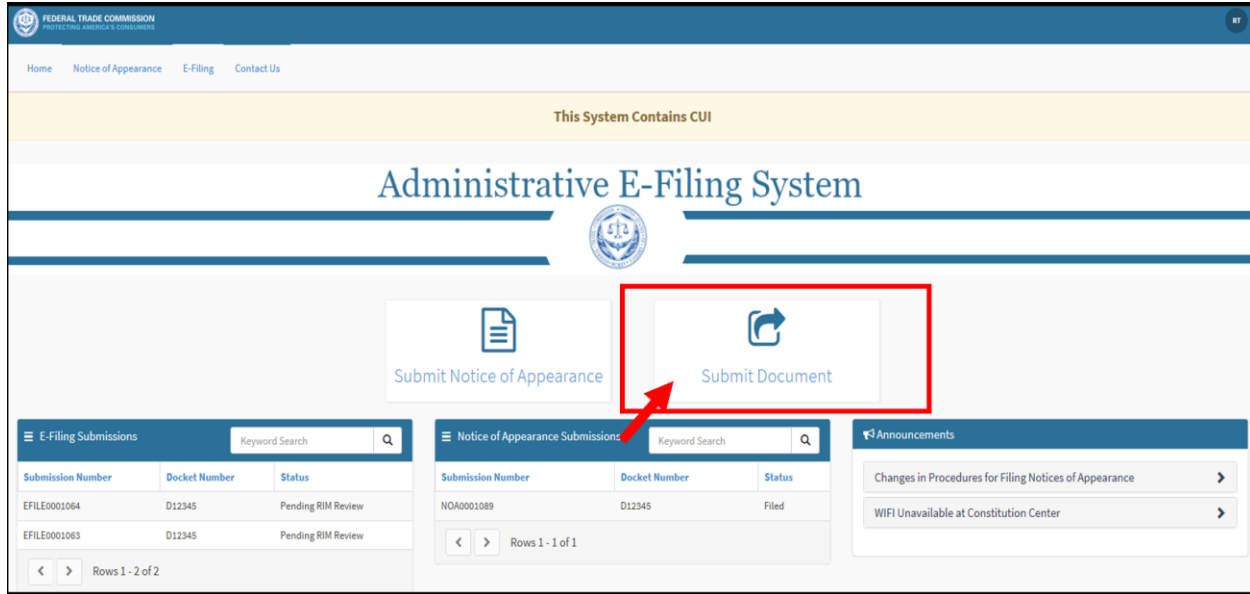 FEDERAL TRADE COMMISSION
PROTECTING AMERICA'S CONSUMERS
RT
Home Notice of Appearance E-Filing Contact Us
This System Contains CUI
Administrative E-Filing System
Submit Notice of Appearance
Submit Document
E-Filing Submissions
Keyword Search
Submission Number Docket Number Status
EFILE0001064 D12345 Pending RIM Review
EFILE0001063 D12345 Pending RIM Review
Rows 1 - 2 of 2
Notice of Appearance Submissions
Keyword Search
Submission Number Docket Number Status
NOA0001089 D12345 Filed
Rows 1 - 1 of 1
Announcements
Changes in Procedures for Filing Notices of Appearance
WIFI Unavailable at Constitution Center